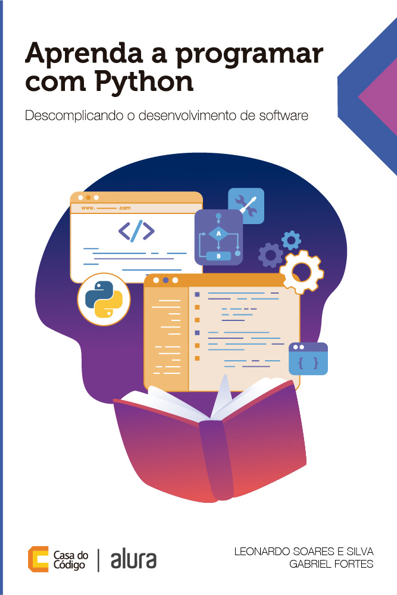 Aprenda a programar
com Python
Descomplicando o desenvolvimento de software
www. .com
</>
A
B
{ }
Casa do
Código
alura
LEONARDO SOARES E SILVA
GABRIEL FORTES